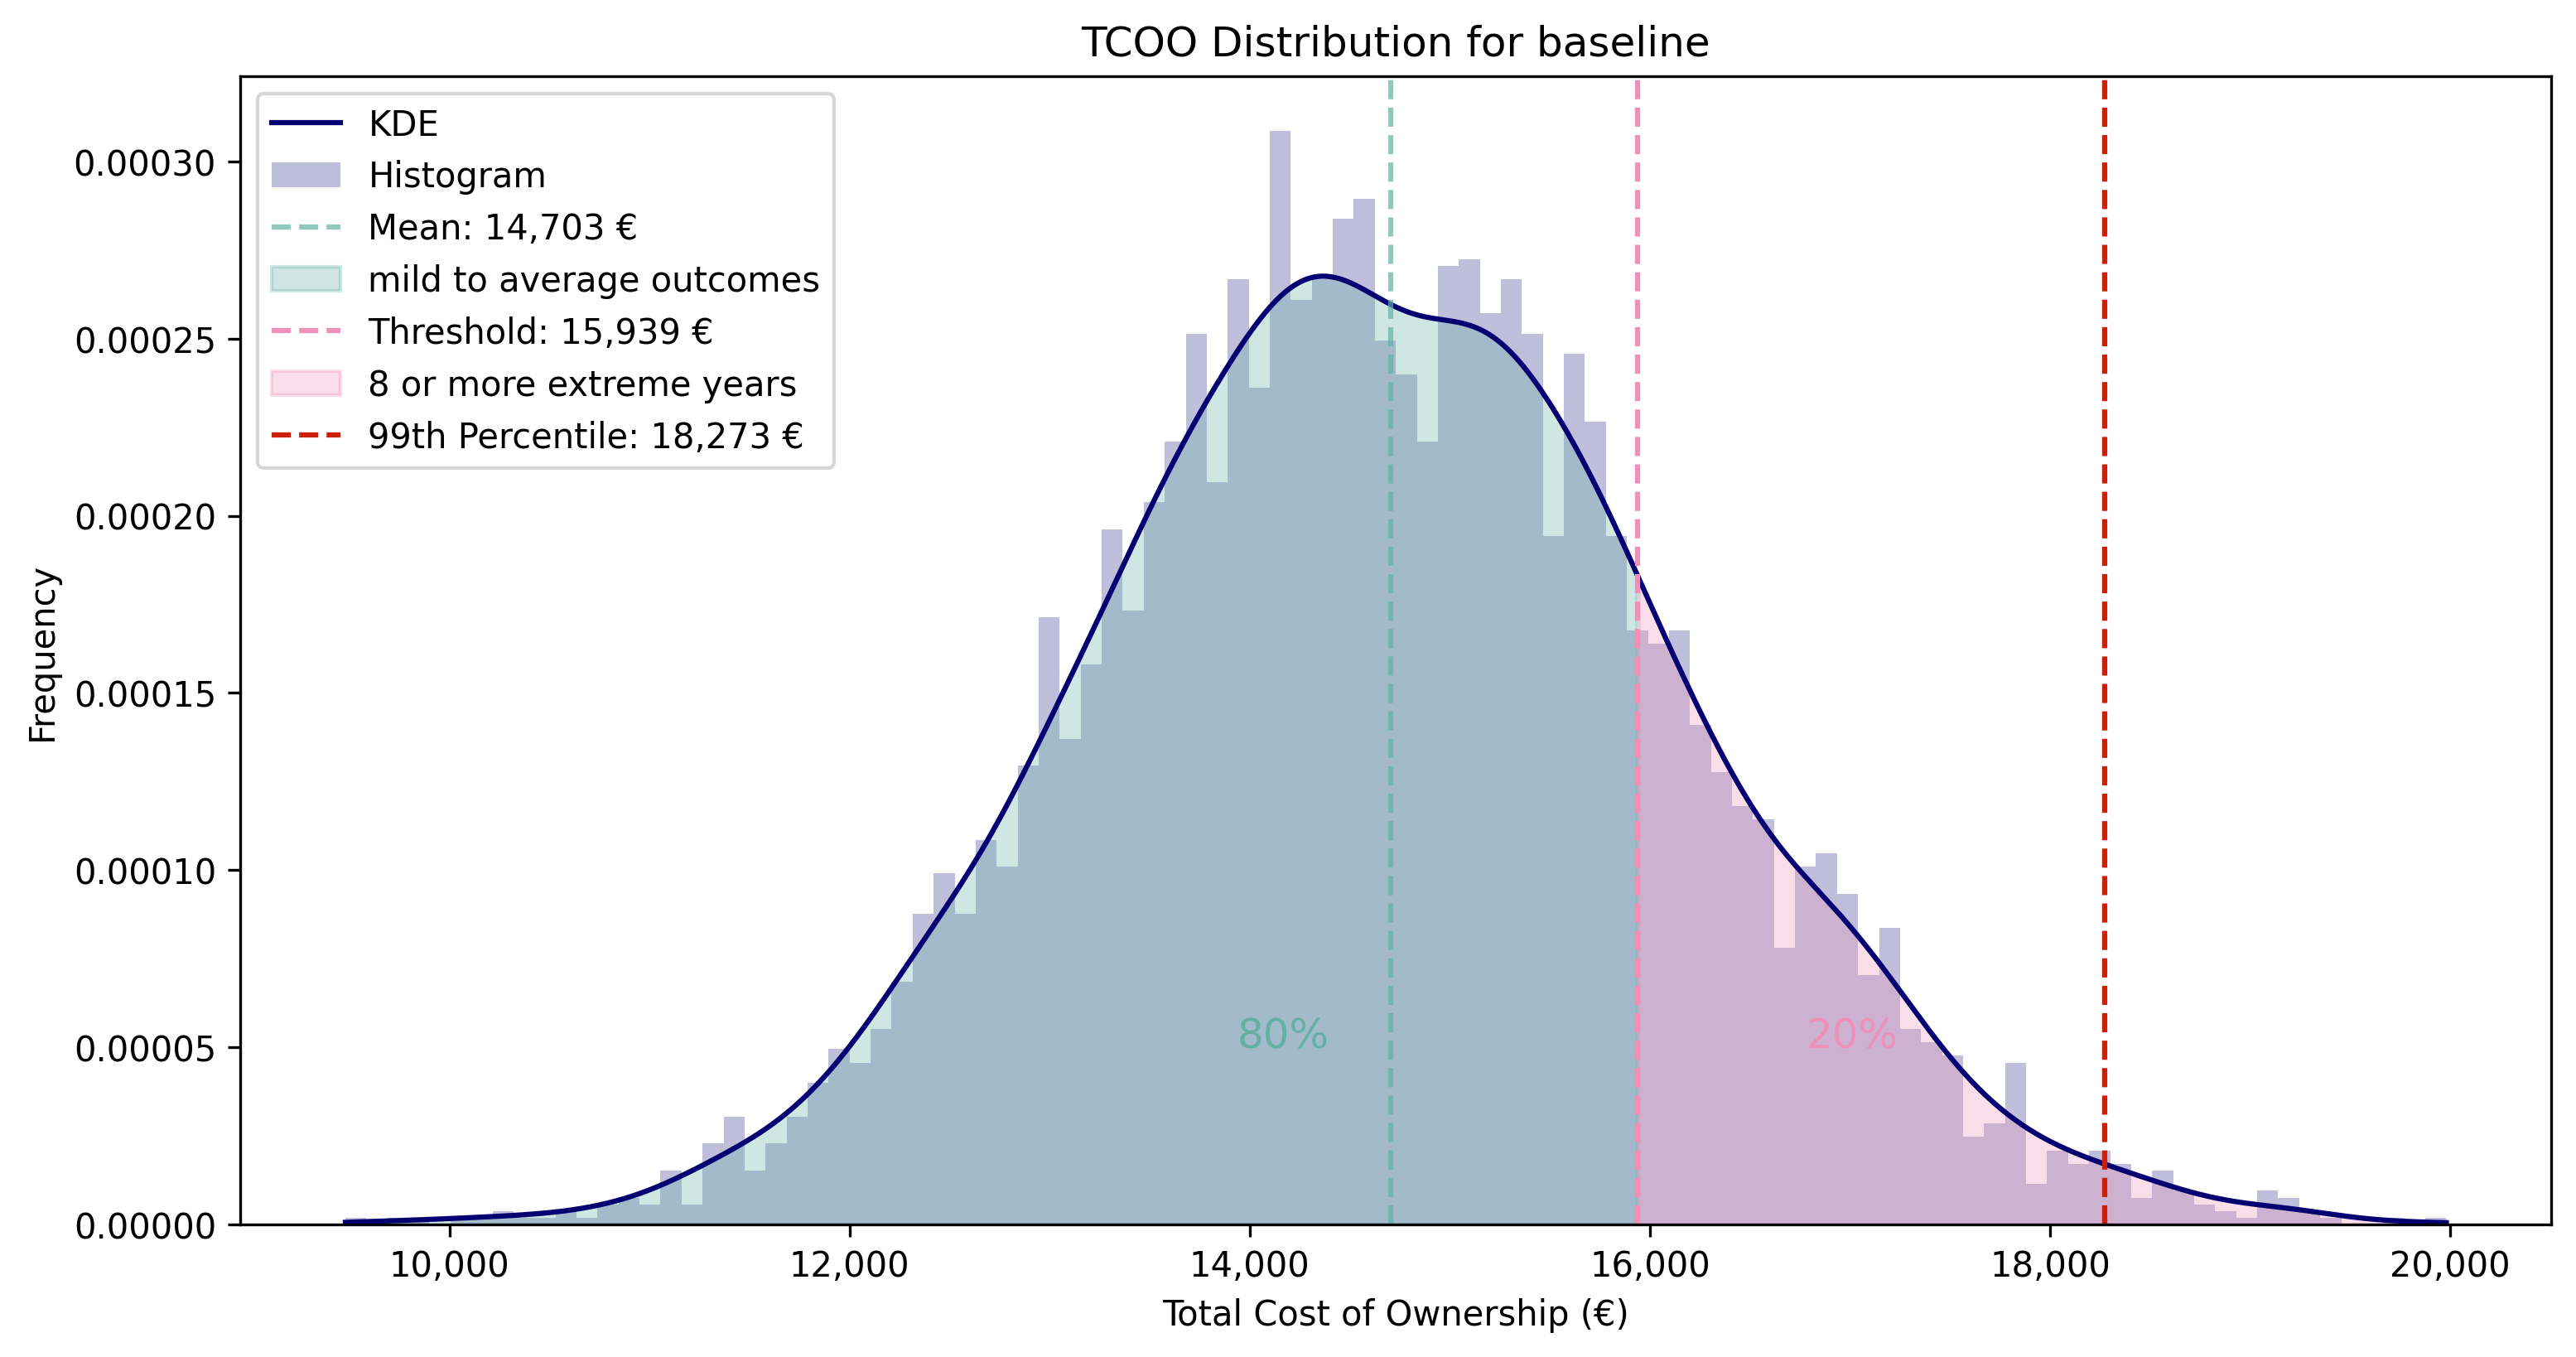 TCOO Distribution for baseline
KDE
Histogram
Mean: 14,703 €
mild to average outcomes
Threshold: 15,939 €
8 or more extreme years
99th Percentile: 18,273 €
Frequency
0.00030
0.00025
0.00020
0.00015
0.00010
0.00005
0.00000
80%
20%
10,000
12,000
14,000
16,000
18,000
20,000
Total Cost of Ownership (€)